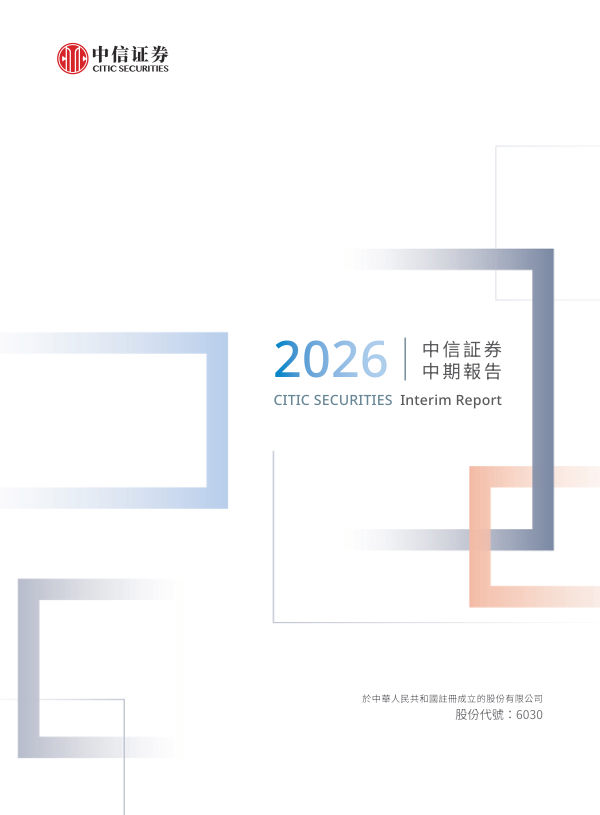 中信证券
CITIC SECURITIES
2026
中信証券
中期報告
CITIC SECURITIES Interim Report
於中華人民共和國註冊成立的股份有限公司
股份代號：6030